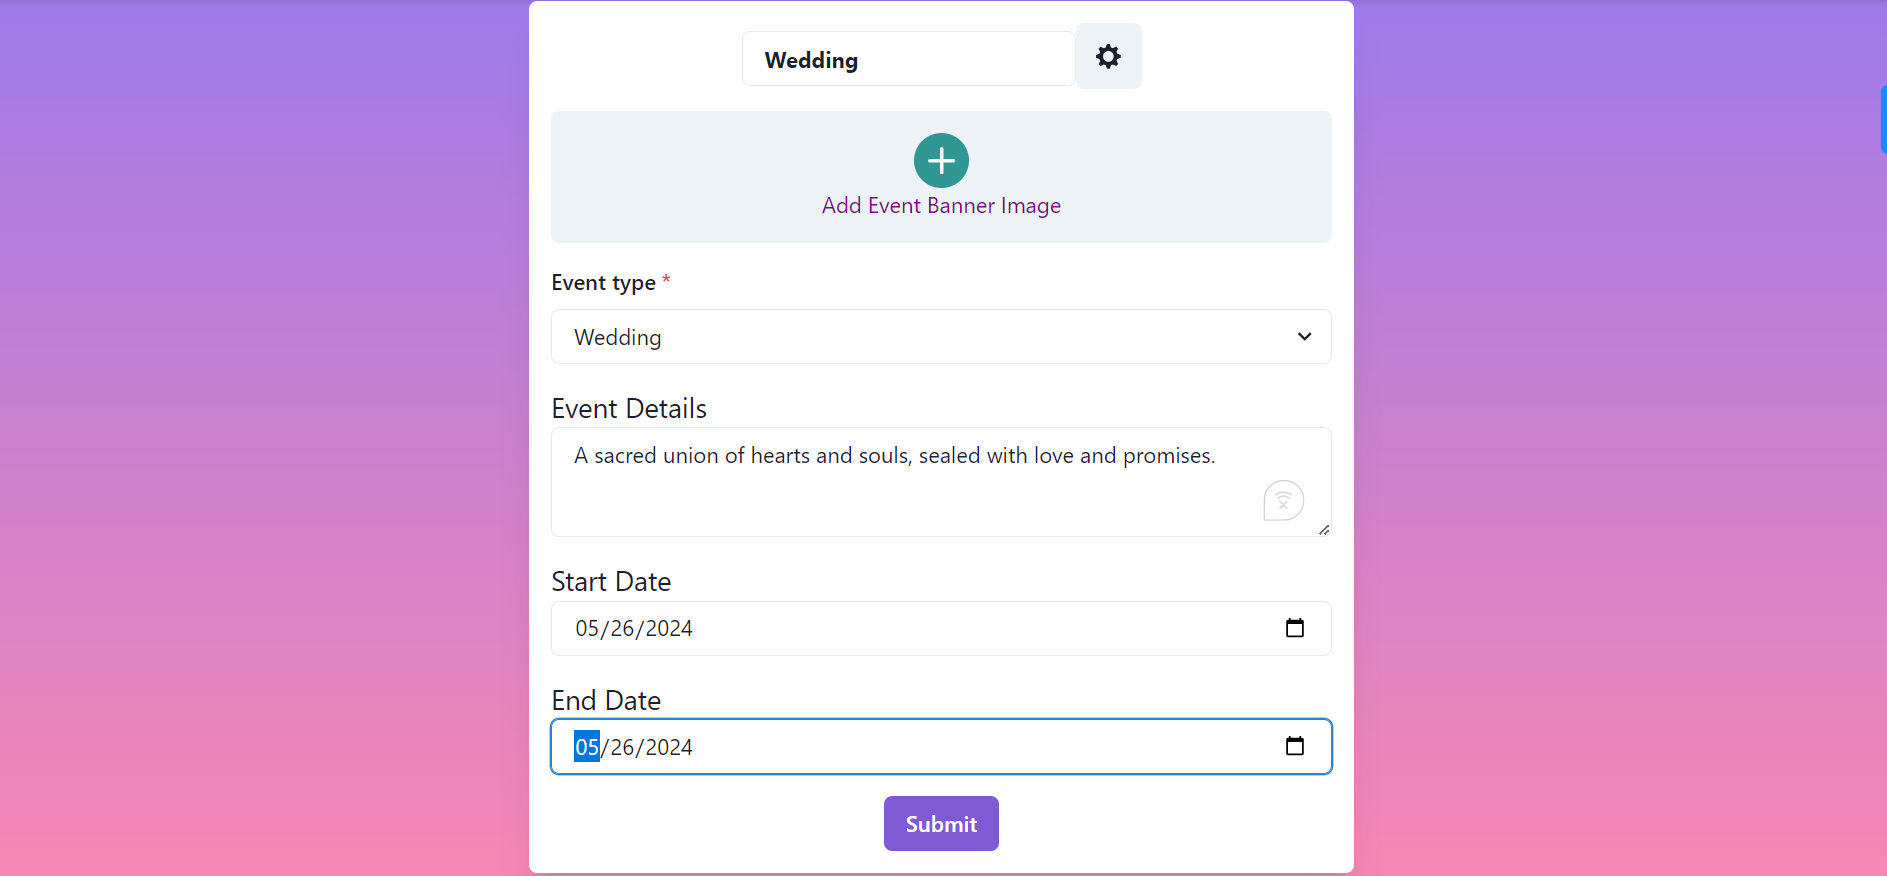 Wedding
Add Event Banner Image
Event type *
Wedding
Event Details
A sacred union of hearts and souls, sealed with love and promises.
Start Date
05/26/2024
End Date
05/26/2024
Submit